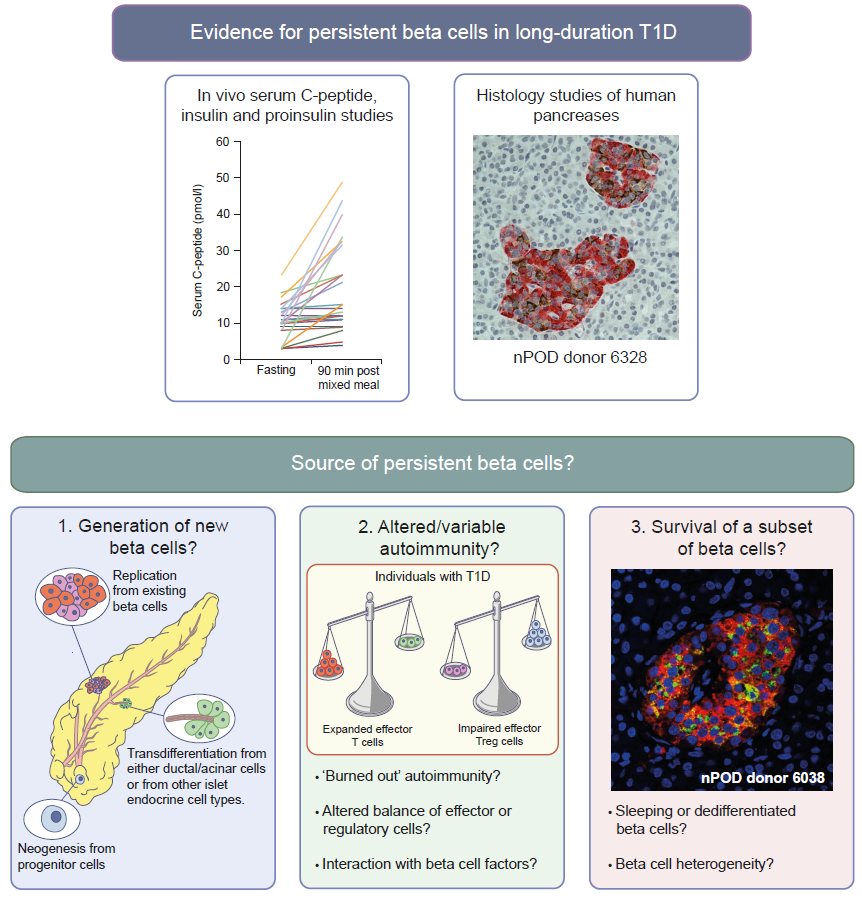 Evidence for persistent beta cells in long-duration T1D
In vivo serum C-peptide,
insulin and proinsulin studies
Serum C-peptide (pmol/l)
60
50
40
30
20
10
0
Fasting
90 min post
mixed meal
Histology studies of human
pancreases
nPOD donor 6328
Source of persistent beta cells?
1. Generation of new
beta cells?
Replication
from existing
beta cells
Transdifferentiation from
either ductal/acinar cells
or from other islet
endocrine cell types.
Neogenesis from
progenitor cells
2. Altered/variable
autoimmunity?
Individuals with T1D
Expanded effector
T cells
Impaired effector
Treg cells
• ‘Burned out’ autoimmunity?
• Altered balance of effector or
regulatory cells?
• Interaction with beta cell factors?
3. Survival of a subset
of beta cells?
nPOD donor 6038
• Sleeping or dedifferentiated
beta cells?
• Beta cell heterogeneity?